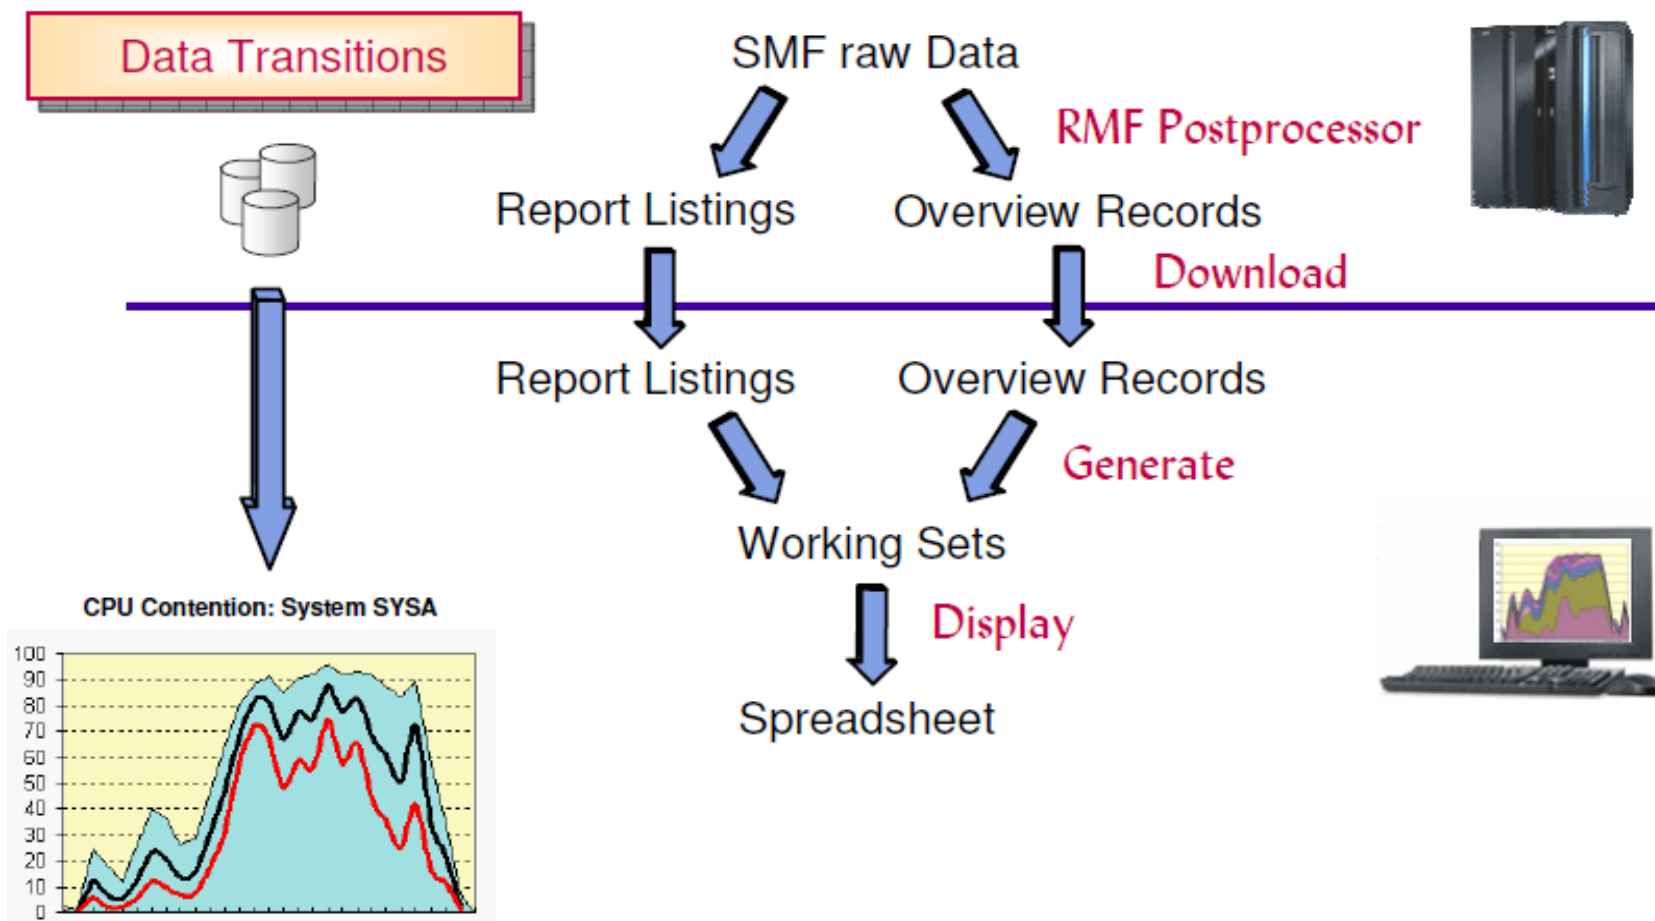 Data Transitions
SMF raw Data
RMF Postprocessor
Report Listings
Overview Records
Download
Report Listings
Overview Records
Generate
Working Sets
Display
Spreadsheet
CPU Contention: System SYSA
100
90
80
70
60
50
40
30
20
10
0